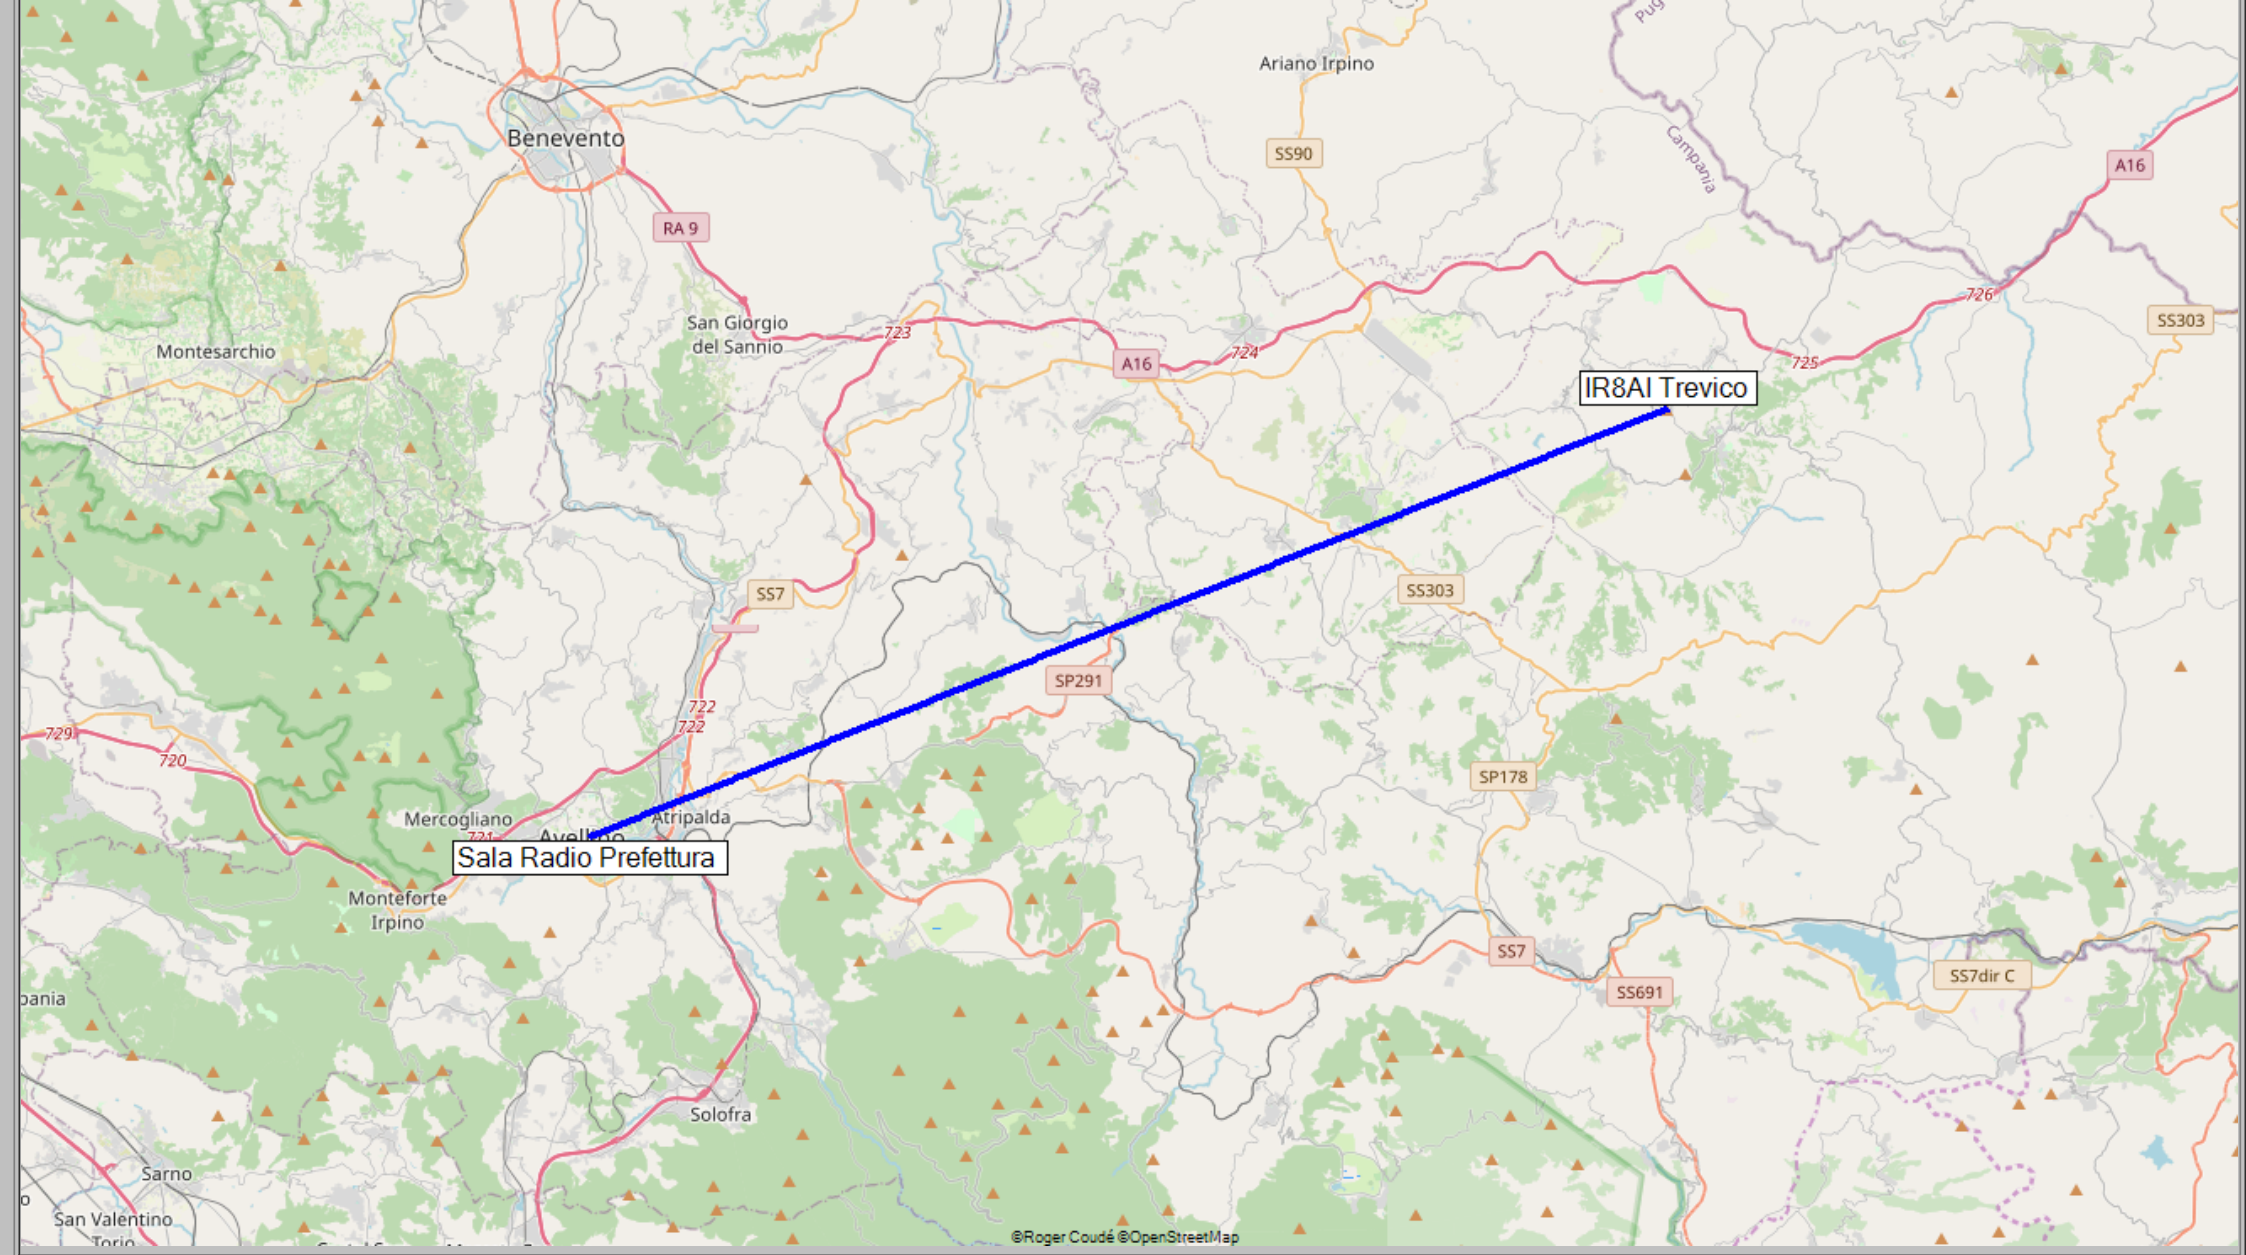 Pug
Ariano Irpino
Benevento
SS90
Campania
A16
RA 9
726
San Giorgio
del Sannio
723
SS303
Montesarchio
A16
724
725
IR8AI Trevico
SS7
SS303
SP291
722
722
729
720
SP178
Mercogliano
Atripalda
721
Avellino
Sala Radio Prefettura
Monteforte
Irpino
SS7
SS7dir C
SS691
pania
Solofra
Sarno
o
San Valentino
Torio
©Roger Coudé ©OpenStreetMap